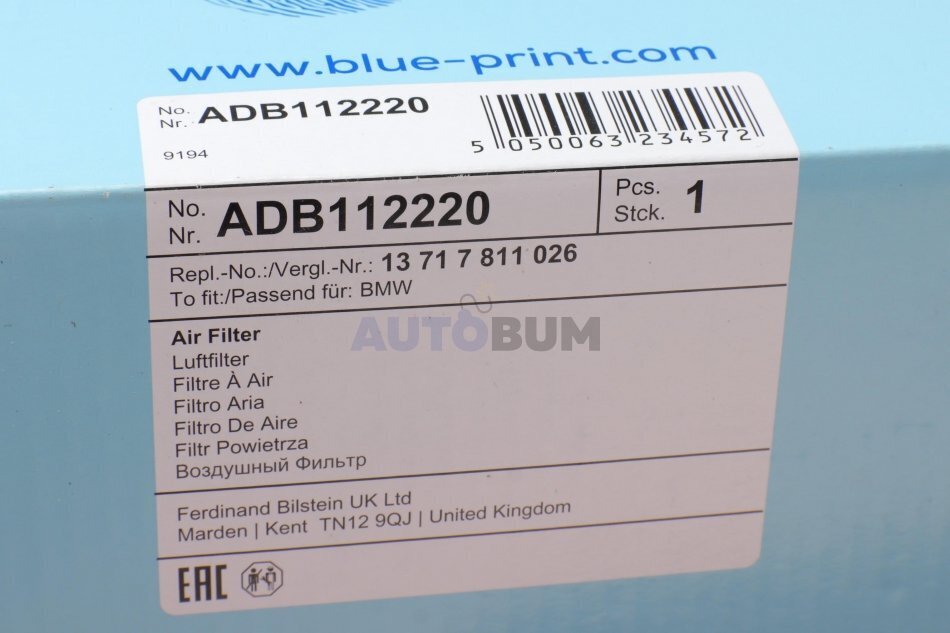 www.blue-print.com
No. Nr. ADB112220
5 050063 234572
9194
No. Nr. ADB112220
Pcs. Stck. 1
Repl.-No.:/Vergl.-Nr.: 13 71 7 811 026
To fit:/Passend für: BMW
AUTOBUM
Air Filter
Luftfilter
Filtre À Air
Filtro Aria
Filtro De Aire
Filtr Powietrza
Воздушный Фильтр
Ferdinand Bilstein UK Ltd
Marden | Kent TN12 9QJ | United Kingdom
EAC